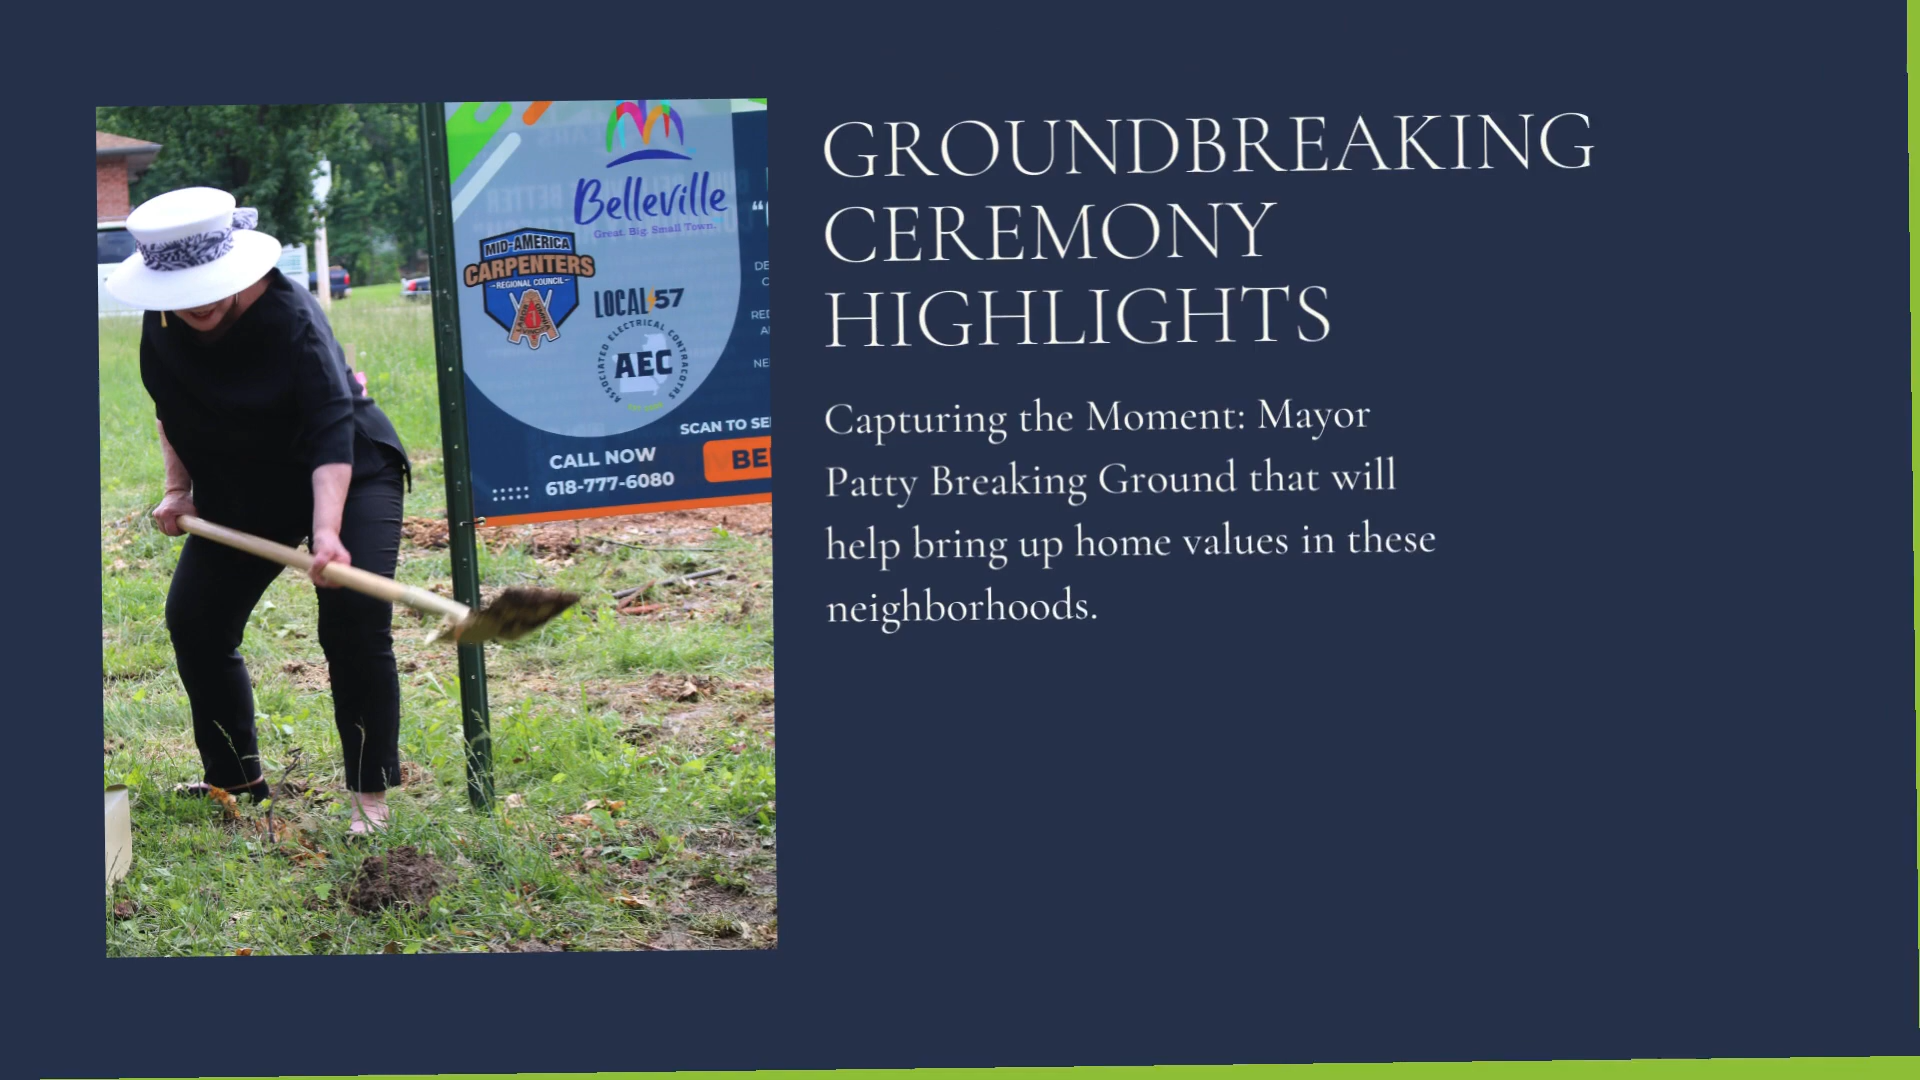 GROUNDBREAKING
CEREMONY
HIGHLIGHTS
Capturing the Moment: Mayor
Patty Breaking Ground that will
help bring up home values in these
neighborhoods.
Belleville
Great. Big. Small Town.
MID-AMERICA
CARPENTERS
REGIONAL COUNCIL
LOCAL 57
ASSOCIATED ELECTRICAL CONTRACOTRS
AEC
SCAN TO SE
CALL NOW
618-777-6080
BE